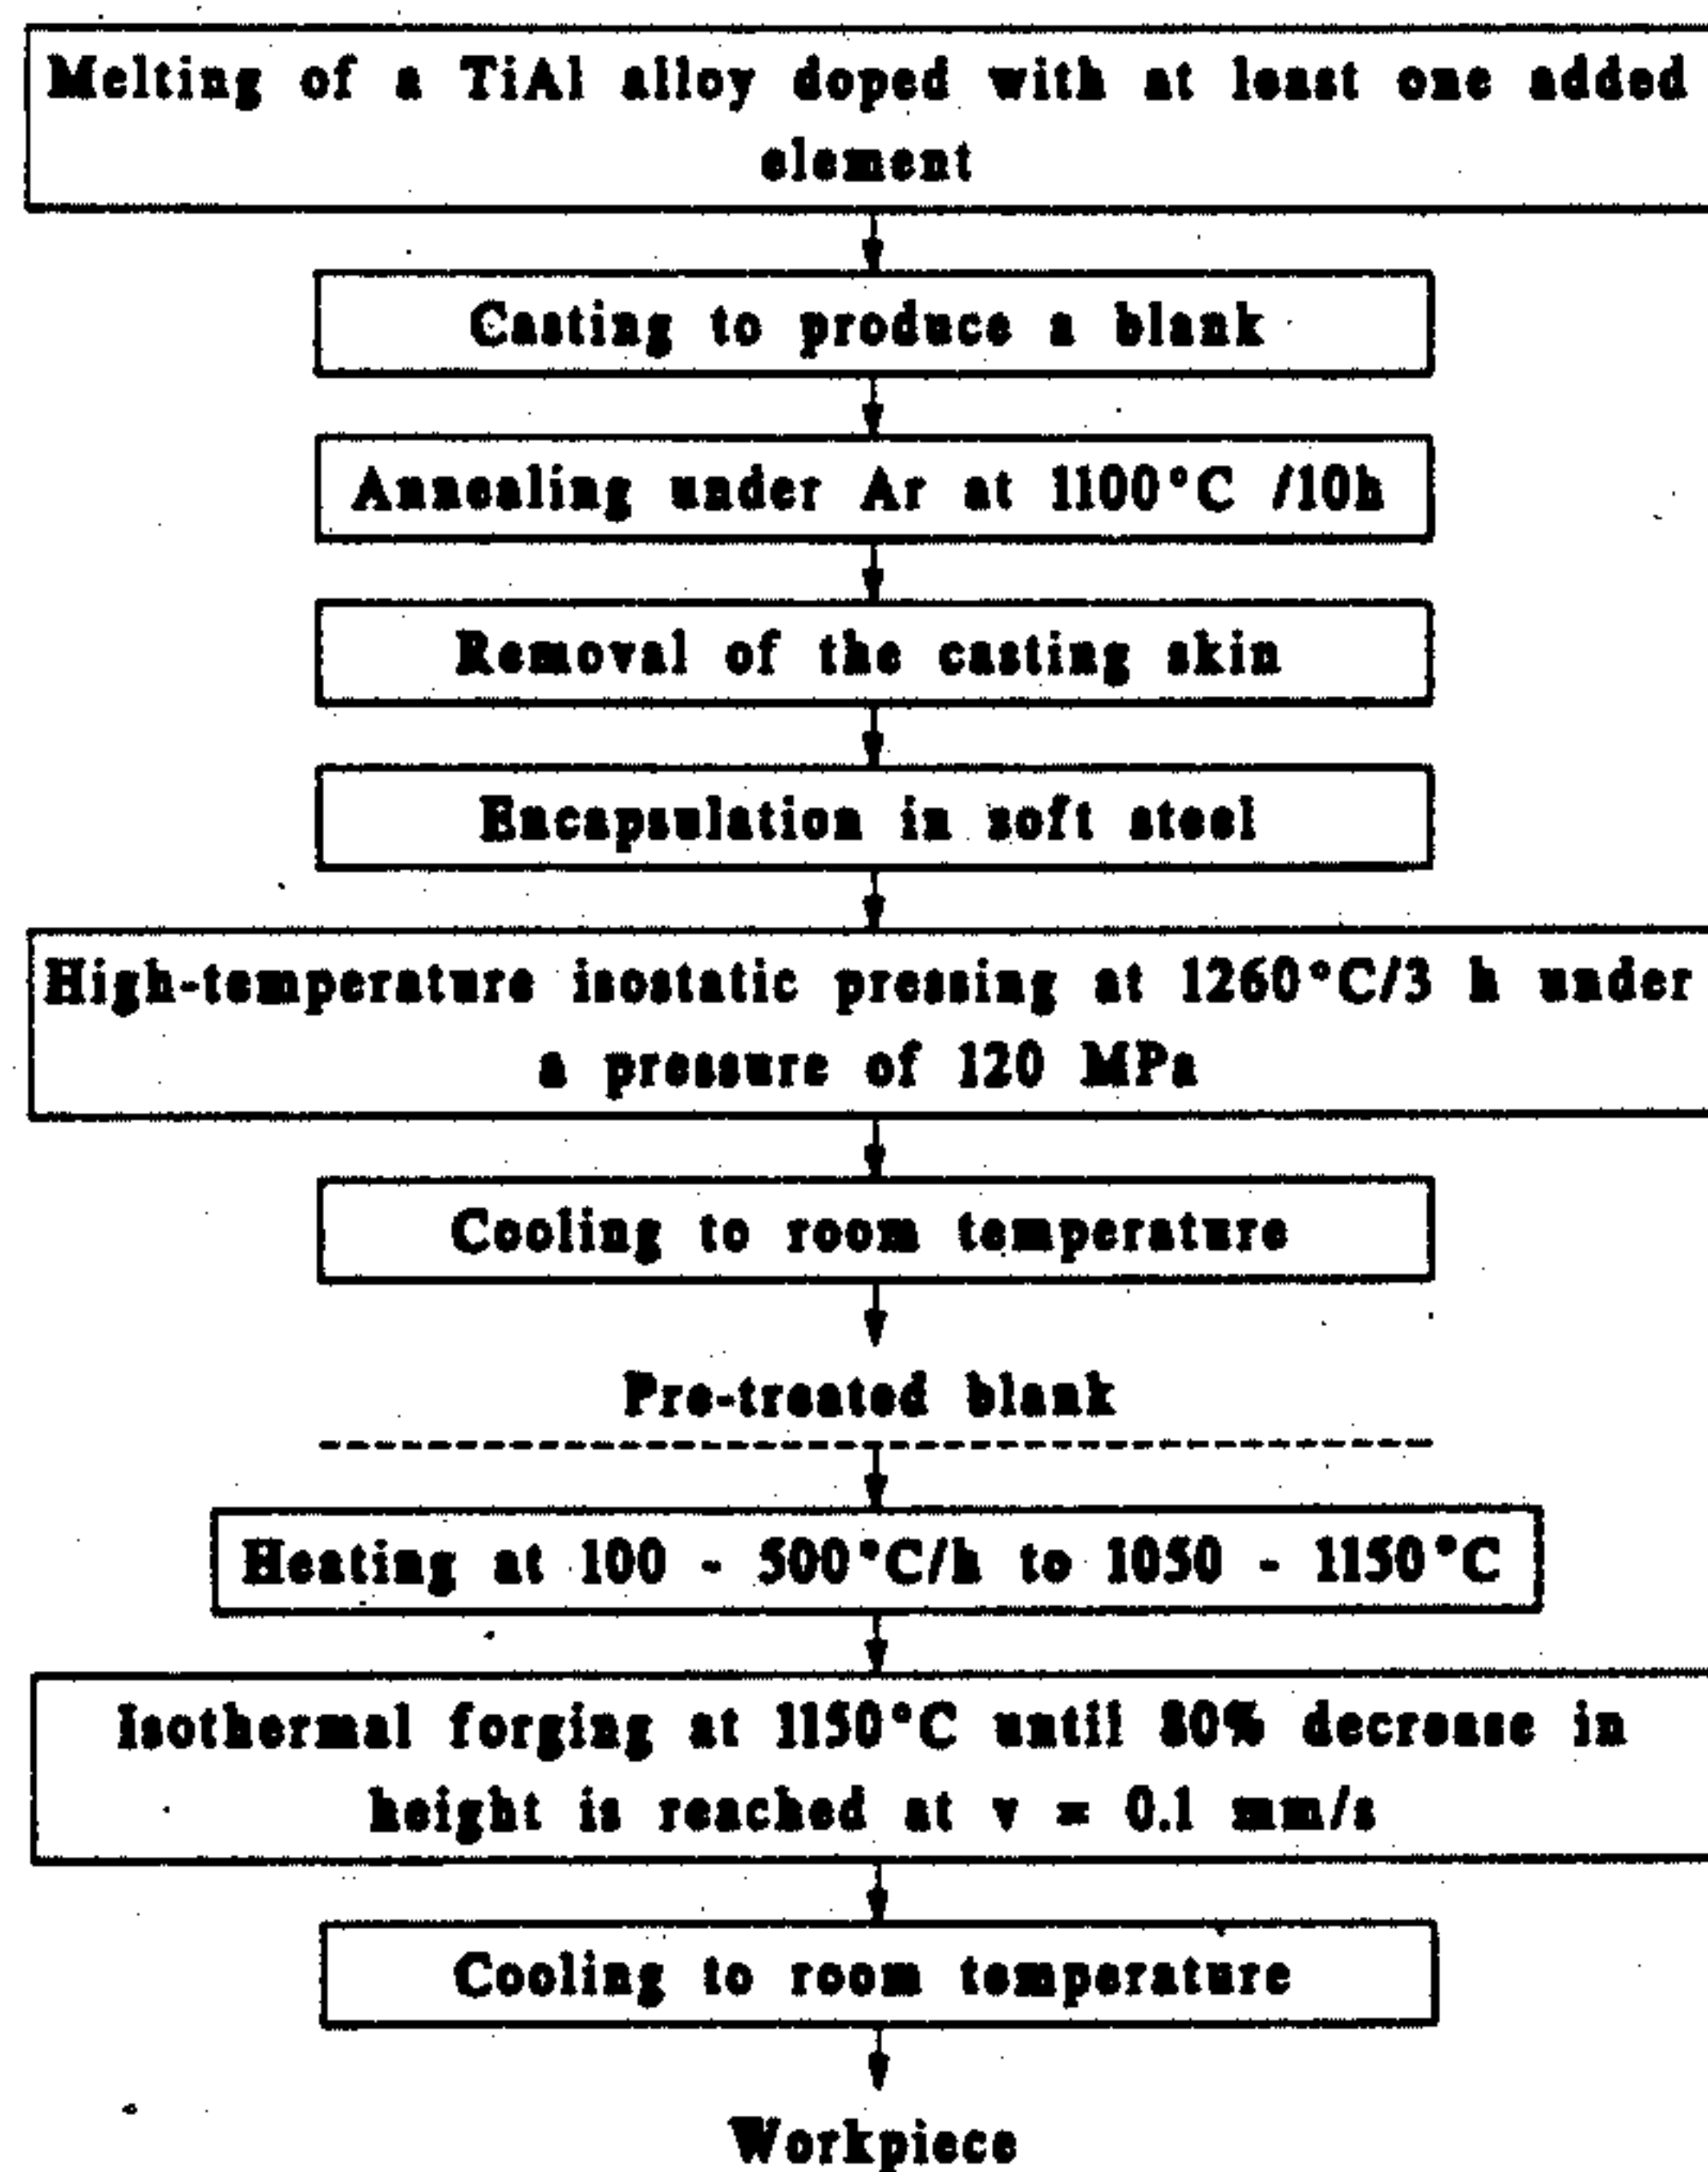 Melting of a TiAl alloy doped with at least one added
element
Casting to produce a blank
Annealing under Ar at 1100°C /10h
Removal of the casting skin
Encapsulation in soft steel
High-temperature isostatic pressing at 1260°C/3 h under
a pressure of 120 MPa
Cooling to room temperature
Pre-treated blank
Heating at 100 - 500°C/h to 1050 - 1150°C
Isothermal forging at 1150°C until 80% decrease in
height is reached at v = 0.1 mm/s
Cooling to room temperature
Workpiece